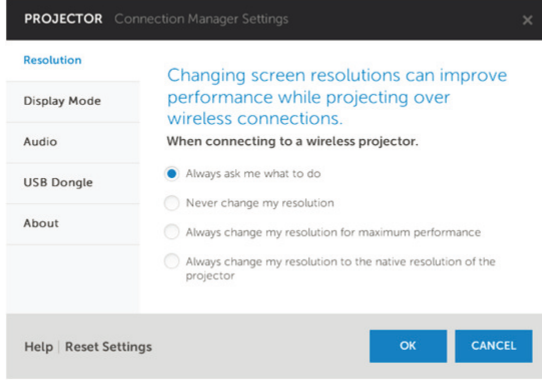 PROJECTOR Connection Manager Settings
Resolution
Display Mode
Audio
USB Dongle
About
Changing screen resolutions can improve
performance while projecting over
wireless connections.
When connecting to a wireless projector.
Always ask me what to do
Never change my resolution
Always change my resolution for maximum performance
Always change my resolution to the native resolution of the
projector
Help | Reset Settings
OK
CANCEL